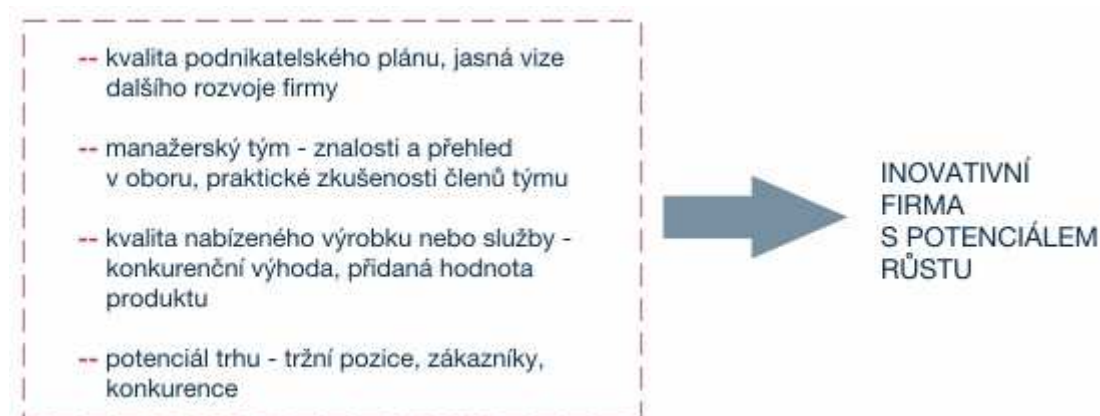 -- kvalita podnikatelského plánu, jasná vize
dalšího rozvoje firmy
-- manažerský tým - znalosti a přehled
v oboru, praktické zkušenosti členů týmu
-- kvalita nabízeného výrobku nebo služby -
konkurenční výhoda, přidaná hodnota
produktu
-- potenciál trhu - tržní pozice, zákazníky,
konkurence
INOVATIVNÍ
FIRMA
S POTENCIÁLEM
RŮSTU